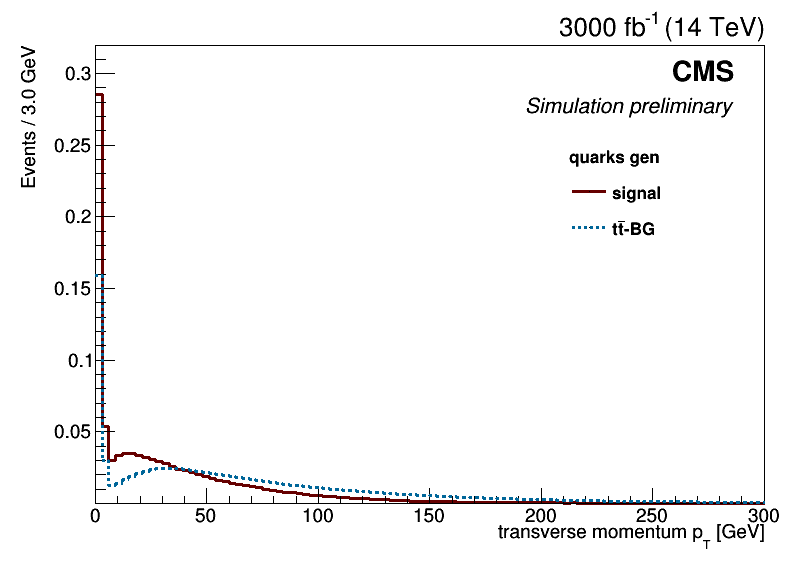 3000 fb-1 (14 TeV)
CMS
Simulation preliminary
quarks gen
signal
tt̄-BG
Events / 3.0 GeV
0.3
0.25
0.2
0.15
0.1
0.05
0 50 100 150 200 250 300
transverse momentum pT [GeV]